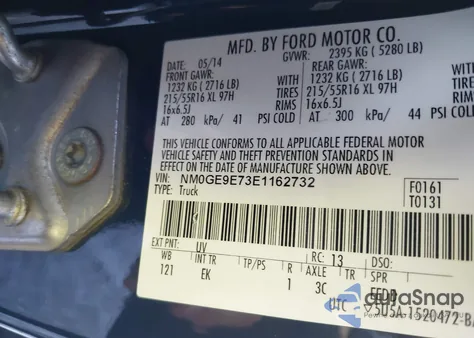 MFD. BY FORD MOTOR CO.
DATE: 05/14 GVWR: 2395 KG ( 5280 LB)
FRONT GAWR: REAR GAWR:
1232 KG ( 2716 LB) WITH 1232 KG ( 2716 LB) WITH
215/55R16 XL 97H TIRES 215/55R16 XL 97H TIRES
16x6.5J RIMS 16x6.5J RIMS
AT 280 kPa/ 41 PSI COLD AT 300 kPa/ 44 PSI COLD
THIS VEHICLE CONFORMS TO ALL APPLICABLE FEDERAL MOTOR
VEHICLE SAFETY AND THEFT PREVENTION STANDARDS IN
EFFECT ON THE DATE OF MANUFACTURE SHOWN ABOVE.
VIN: NM0GE9E73E1162732 F0161
TYPE: Truck T0131
EXT PNT: UV RC: 13 DSO:
WB INT TR TP/PS R AXLE TR SPR
121 EK 1 3C FFDD
UTC
5U5A-1520472-BA
autoSnap